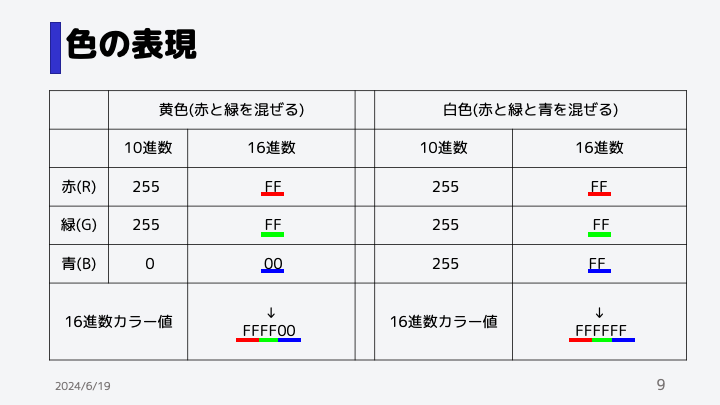 色の表現
黄色(赤と緑を混ぜる) 白色(赤と緑と青を混ぜる)
10進数 16進数 10進数 16進数
赤(R) 255 FF 255 FF
緑(G) 255 FF 255 FF
青(B) 0 00 255 FF
↓ ↓
16進数カラー値 FFFF00 16進数カラー値 FFFFFF
2024/6/19 9